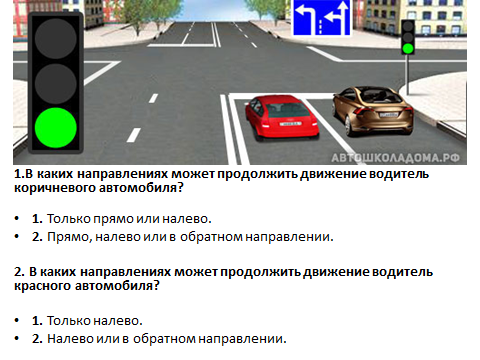 АВТОШКОЛАДОМА.РФ
1.В каких направлениях может продолжить движение водитель
коричневого автомобиля?
• 1. Только прямо или налево.
• 2. Прямо, налево или в обратном направлении.
2. В каких направлениях может продолжить движение водитель
красного автомобиля?
• 1. Только налево.
• 2. Налево или в обратном направлении.